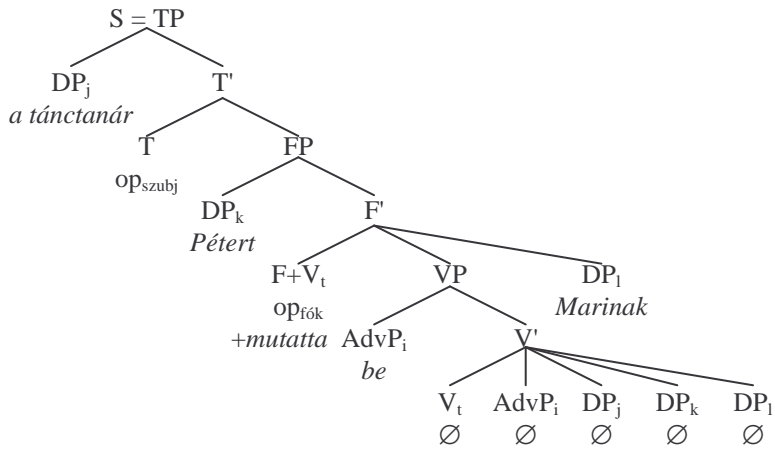 S = TP
DPj T'
a tánctanár
T FP
opszubj
DPk F'
Pétert
F+Vt VP DPl
opfók Marinak
+mutatta AdvPi V'
be
Vt AdvPi DPj DPk DPl
∅ ∅ ∅ ∅ ∅